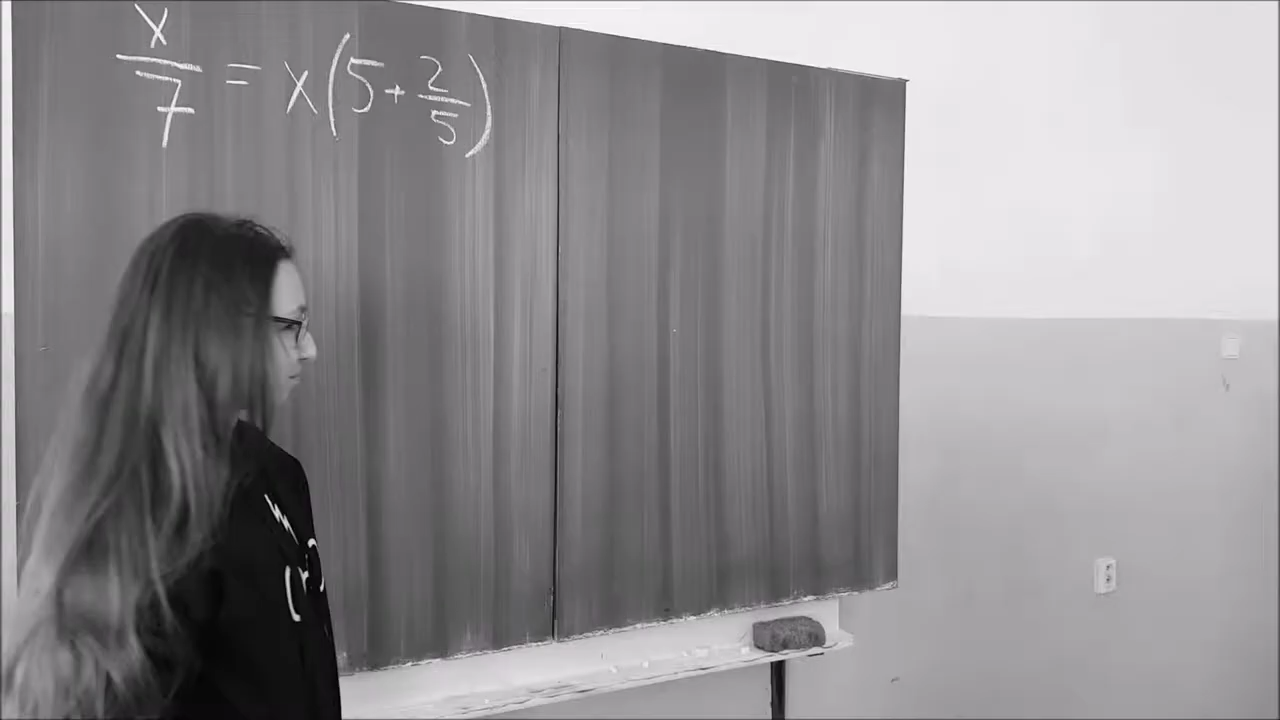 x/7 = x(5+2/5)